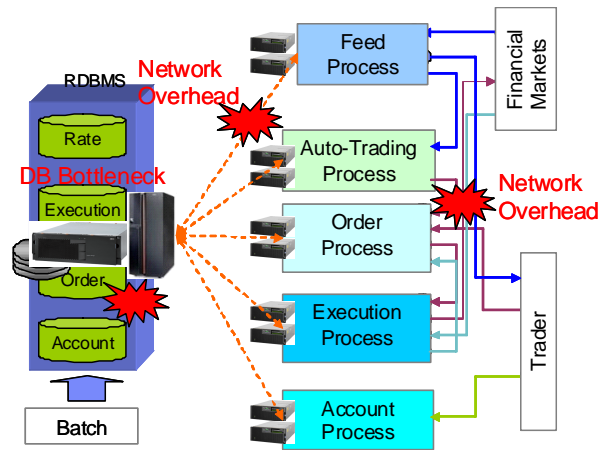 RDBMS
Network
Overhead
Rate
DB Bottleneck
Execution
Order
Account
Batch
Feed
Process
Auto-Trading
Process
Order
Process
Execution
Process
Account
Process
Financial
Markets
Network
Overhead
Trader